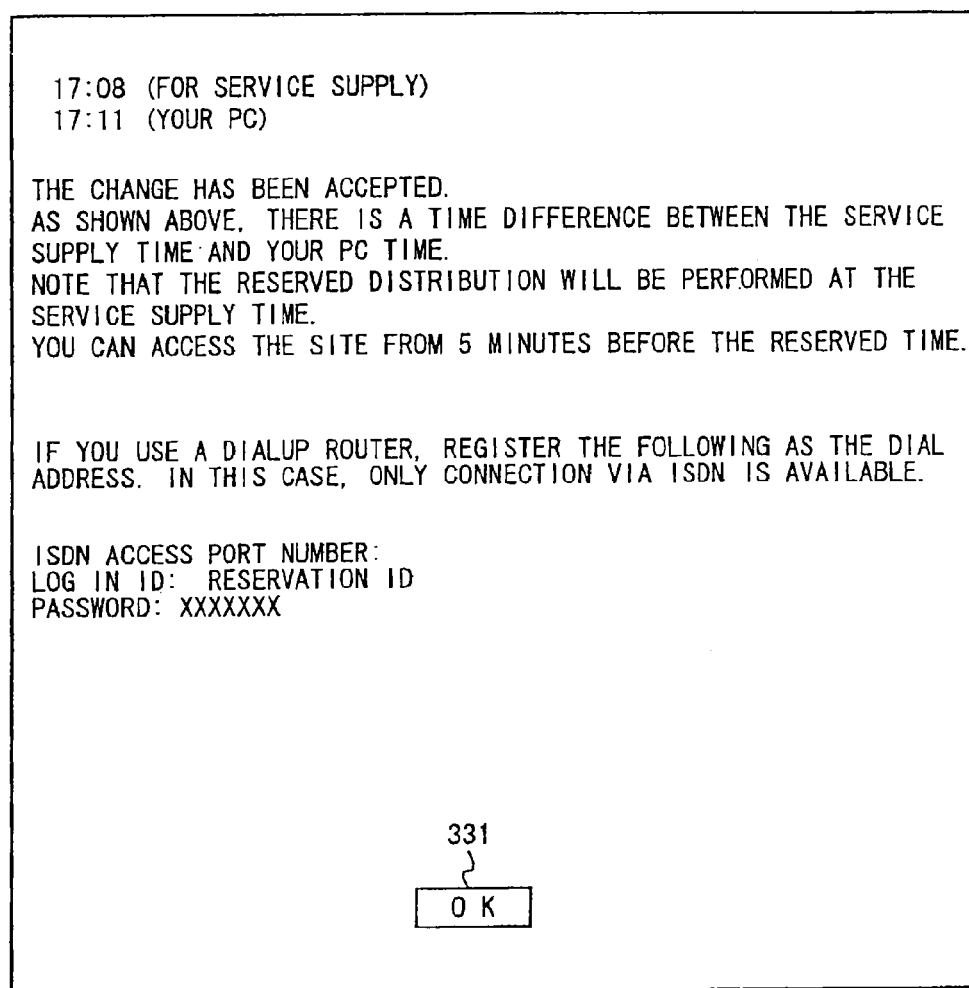 17:08 (FOR SERVICE SUPPLY)
17:11 (YOUR PC)
THE CHANGE HAS BEEN ACCEPTED.
AS SHOWN ABOVE, THERE IS A TIME DIFFERENCE BETWEEN THE SERVICE
SUPPLY TIME AND YOUR PC TIME.
NOTE THAT THE RESERVED DISTRIBUTION WILL BE PERFORMED AT THE
SERVICE SUPPLY TIME.
YOU CAN ACCESS THE SITE FROM 5 MINUTES BEFORE THE RESERVED TIME.
IF YOU USE A DIALUP ROUTER, REGISTER THE FOLLOWING AS THE DIAL
ADDRESS. IN THIS CASE, ONLY CONNECTION VIA ISDN IS AVAILABLE.
ISDN ACCESS PORT NUMBER:
LOG IN ID: RESERVATION ID
PASSWORD: XXXXXXX
331
OK